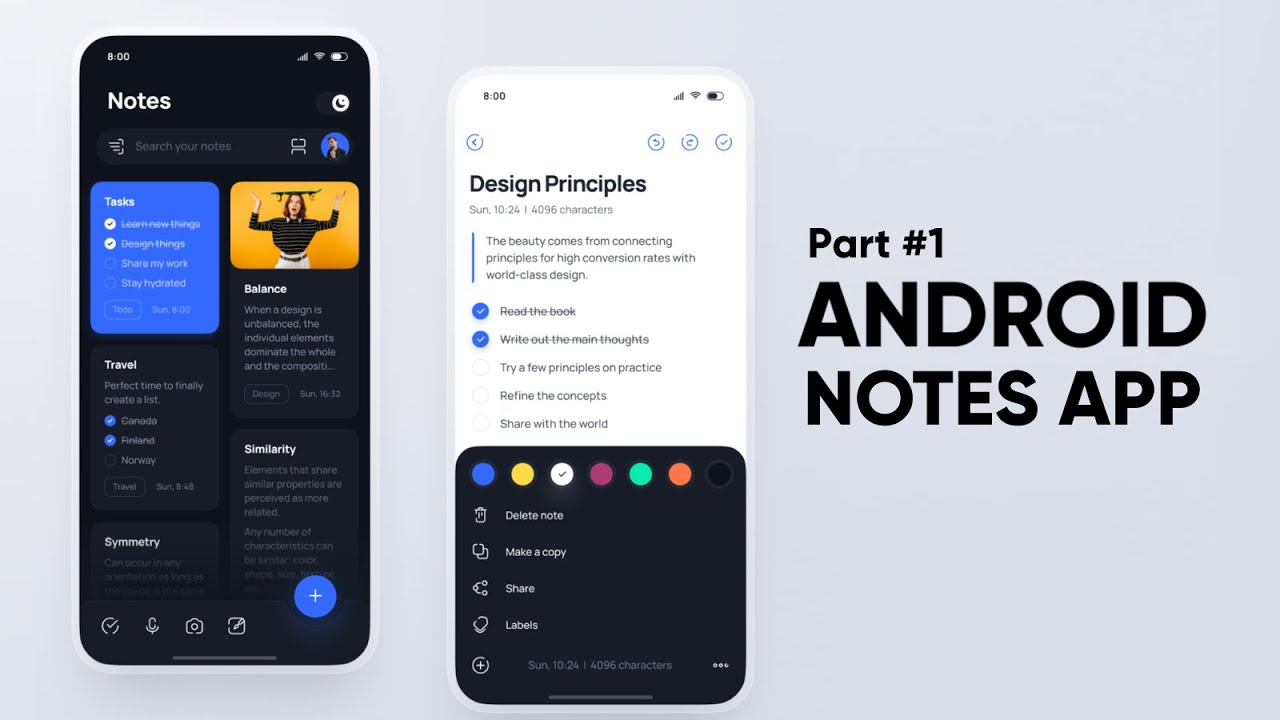 8:00
Notes
Search your notes
Tasks
Learn new things
Design things
Share my work
Stay hydrated
Todo
Sun, 8:00
Travel
Perfect time to finally
create a list.
Canada
Finland
Norway
Travel
Sun, 8:48
Symmetry
Can occur in any
orientation as long as
the image is the same
Balance
When a design is
unbalanced, the
individual elements
dominate the whole
and the compositi...
Design
Sun, 16:32
Similarity
Elements that share
similar properties are
perceived as more
related.
Any number of
characteristics can
be similar: color,
shape, size, texture,
etc.
8:00
Design Principles
Sun, 10:24 | 4096 characters
The beauty comes from connecting
principles for high conversion rates with
world-class design.
Read the book
Write out the main thoughts
Try a few principles on practice
Refine the concepts
Share with the world
Delete note
Make a copy
Share
Labels
Sun, 10:24 | 4096 characters
Part #1
ANDROID
NOTES APP